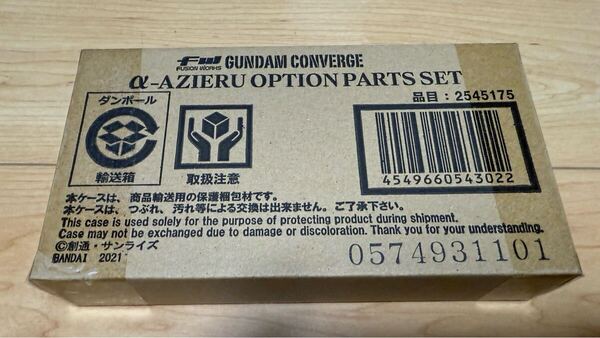 FW GUNDAM CONVERGE
FUSION WORKS
α-AZIERU OPTION PARTS SET
品目：2545175
ダンボール
輸送箱
取扱注意
4549660543022
本ケースは、商品輸送用の保護梱包材です。
本ケースは、つぶれ、汚れ等による交換は出来ません。ご了承下さい。
This case is used solely for the purpose of protecting product during shipment.
Case may not be exchanged due to damage or discoloration. Thank you for your understanding.
©創通・サンライズ
BANDAI 2021
0574931101